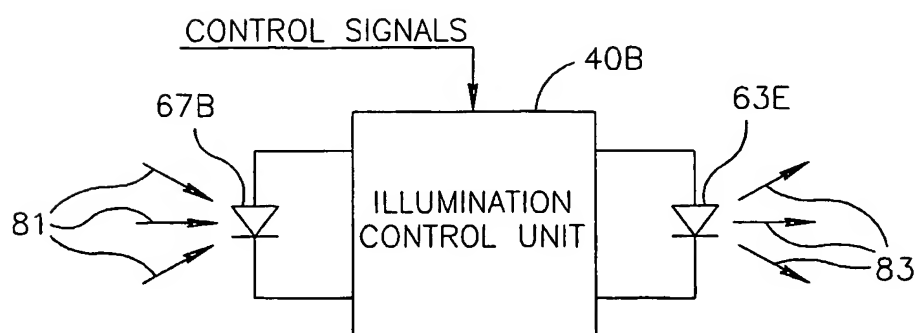 CONTROL SIGNALS
40B
67B
63E
81
ILLUMINATION
CONTROL UNIT
83